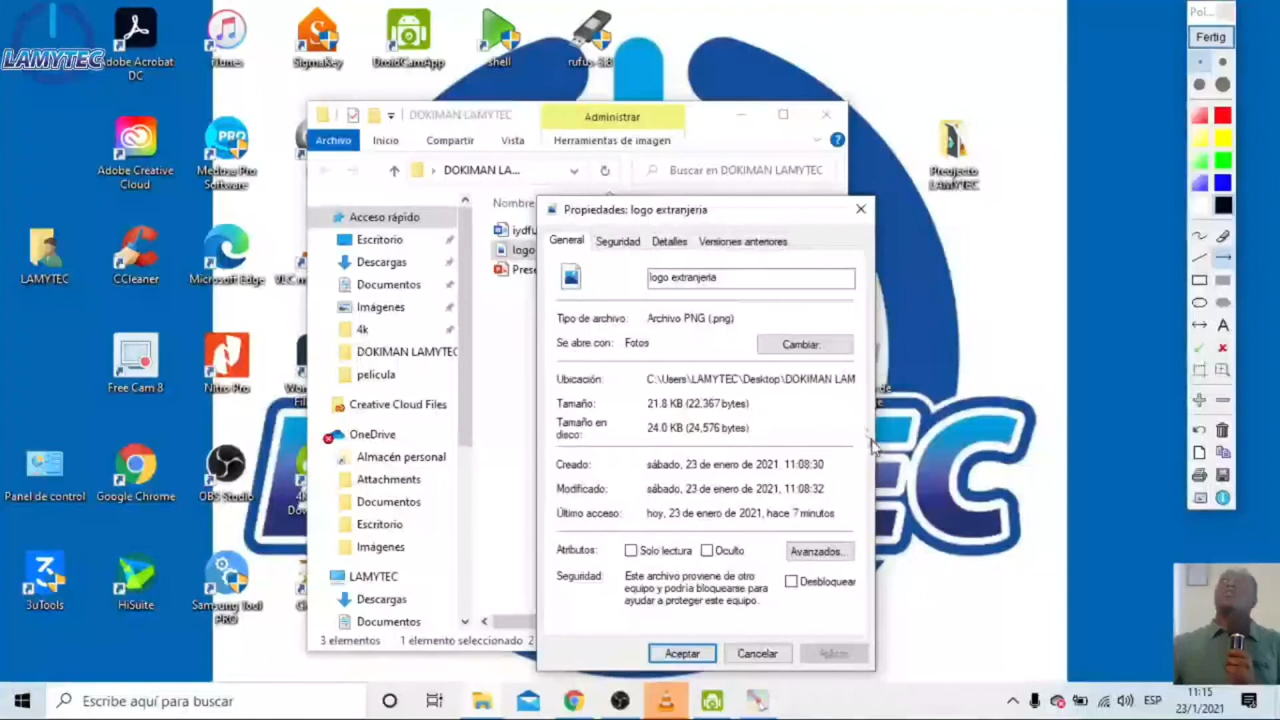 LAMYTEC
Adobe Acrobat
DC
iTunes
SigmaKey
DroidCamApp
shell
rufus-3.8
Pol...
Fertig
DOKIMAN LAMYTEC
Administrar
Archivo
Inicio
Compartir
Vista
Herramientas de imagen
DOKIMAN LA...
Buscar en DOKIMAN LAMYTEC
Adobe Creative
Cloud
Medusa Pro
Software
Preojecto
LAMYTEC
Acceso rápido
Nombre
Escritorio
Descargas
Documentos
Imágenes
4k
DOKIMAN LAMYTEC
película
Creative Cloud Files
OneDrive
Almacén personal
Attachments
Documentos
Escritorio
Imágenes
LAMYTEC
Descargas
Documentos
3 elementos
1 elemento seleccionado
Propiedades: logo extranjeria
General
Seguridad
Detalles
Versiones anteriores
logo extranjeria
Tipo de archivo:
Archivo PNG (.png)
Se abre con:
Fotos
Cambiar:
Ubicación:
C:\Users\LAMYTEC\Desktop\DOKIMAN LAM
Tamaño:
21.8 KB (22,367 bytes)
Tamaño en
disco:
24.0 KB (24,576 bytes)
Creado:
sábado, 23 de enero de 2021, 11:08:30
Modificado:
sábado, 23 de enero de 2021, 11:08:32
Último acceso:
hoy, 23 de enero de 2021, hace 7 minutos
Atributos:
Solo lectura
Oculto
Avanzados...
Seguridad:
Este archivo proviene de otro
equipo y podría bloquearse para
ayudar a proteger este equipo.
Desbloquear
Aceptar
Cancelar
Aplicar
LAMYTEC
CCleaner
Microsoft Edge
Free Cam 8
Nitro Pro
Panel de control
Google Chrome
OBS Studio
3uTools
HiSuite
Samsung Tool
PRO
Escribe aquí para buscar
ESP
11:15
23/1/2021